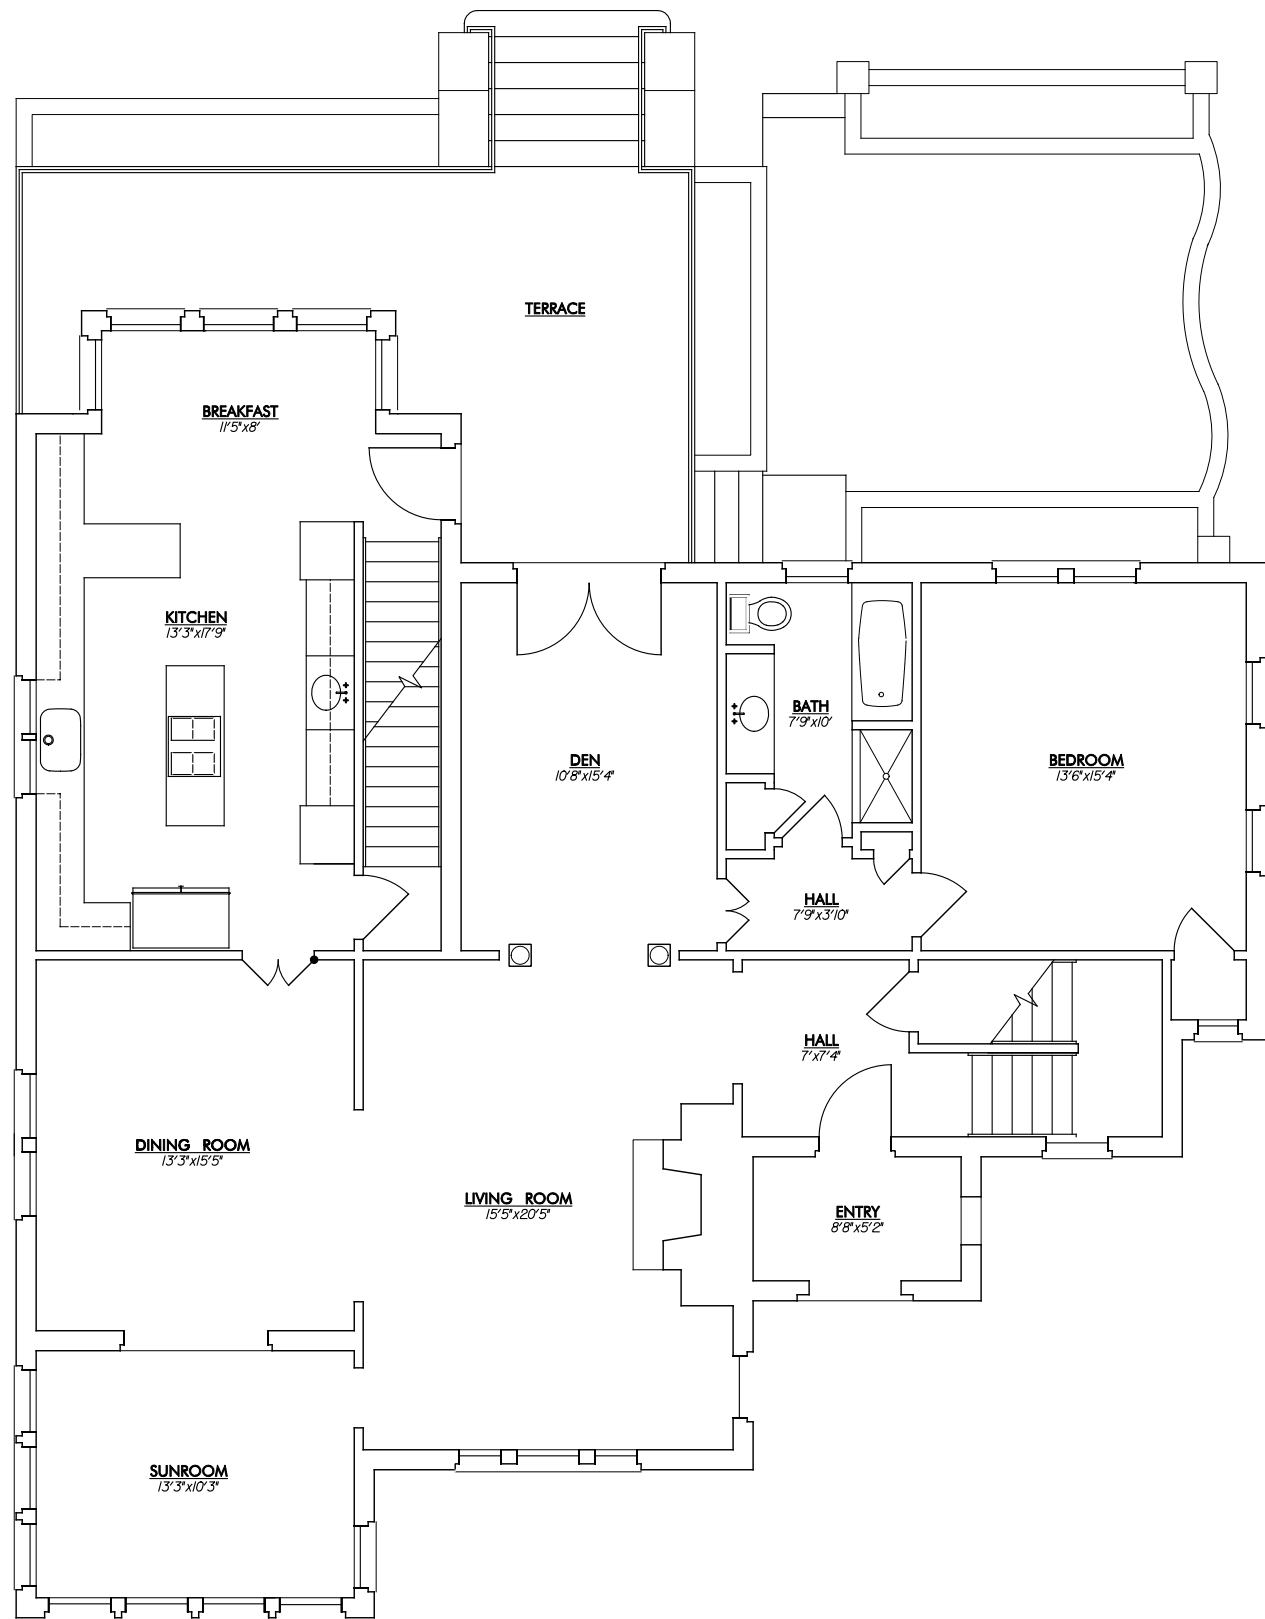 TERRACE
BREAKFAST
11'5"x8'
KITCHEN
13'3"x17'9"
BATH
7'9"x10'
DEN
10'8"x15'4"
BEDROOM
13'6"x15'4"
HALL
7'9"x3'10"
HALL
7'x7'4"
DINING ROOM
13'3"x15'5"
LIVING ROOM
15'5"x20'5"
ENTRY
8'8"x5'2"
SUNROOM
13'3"x10'3"